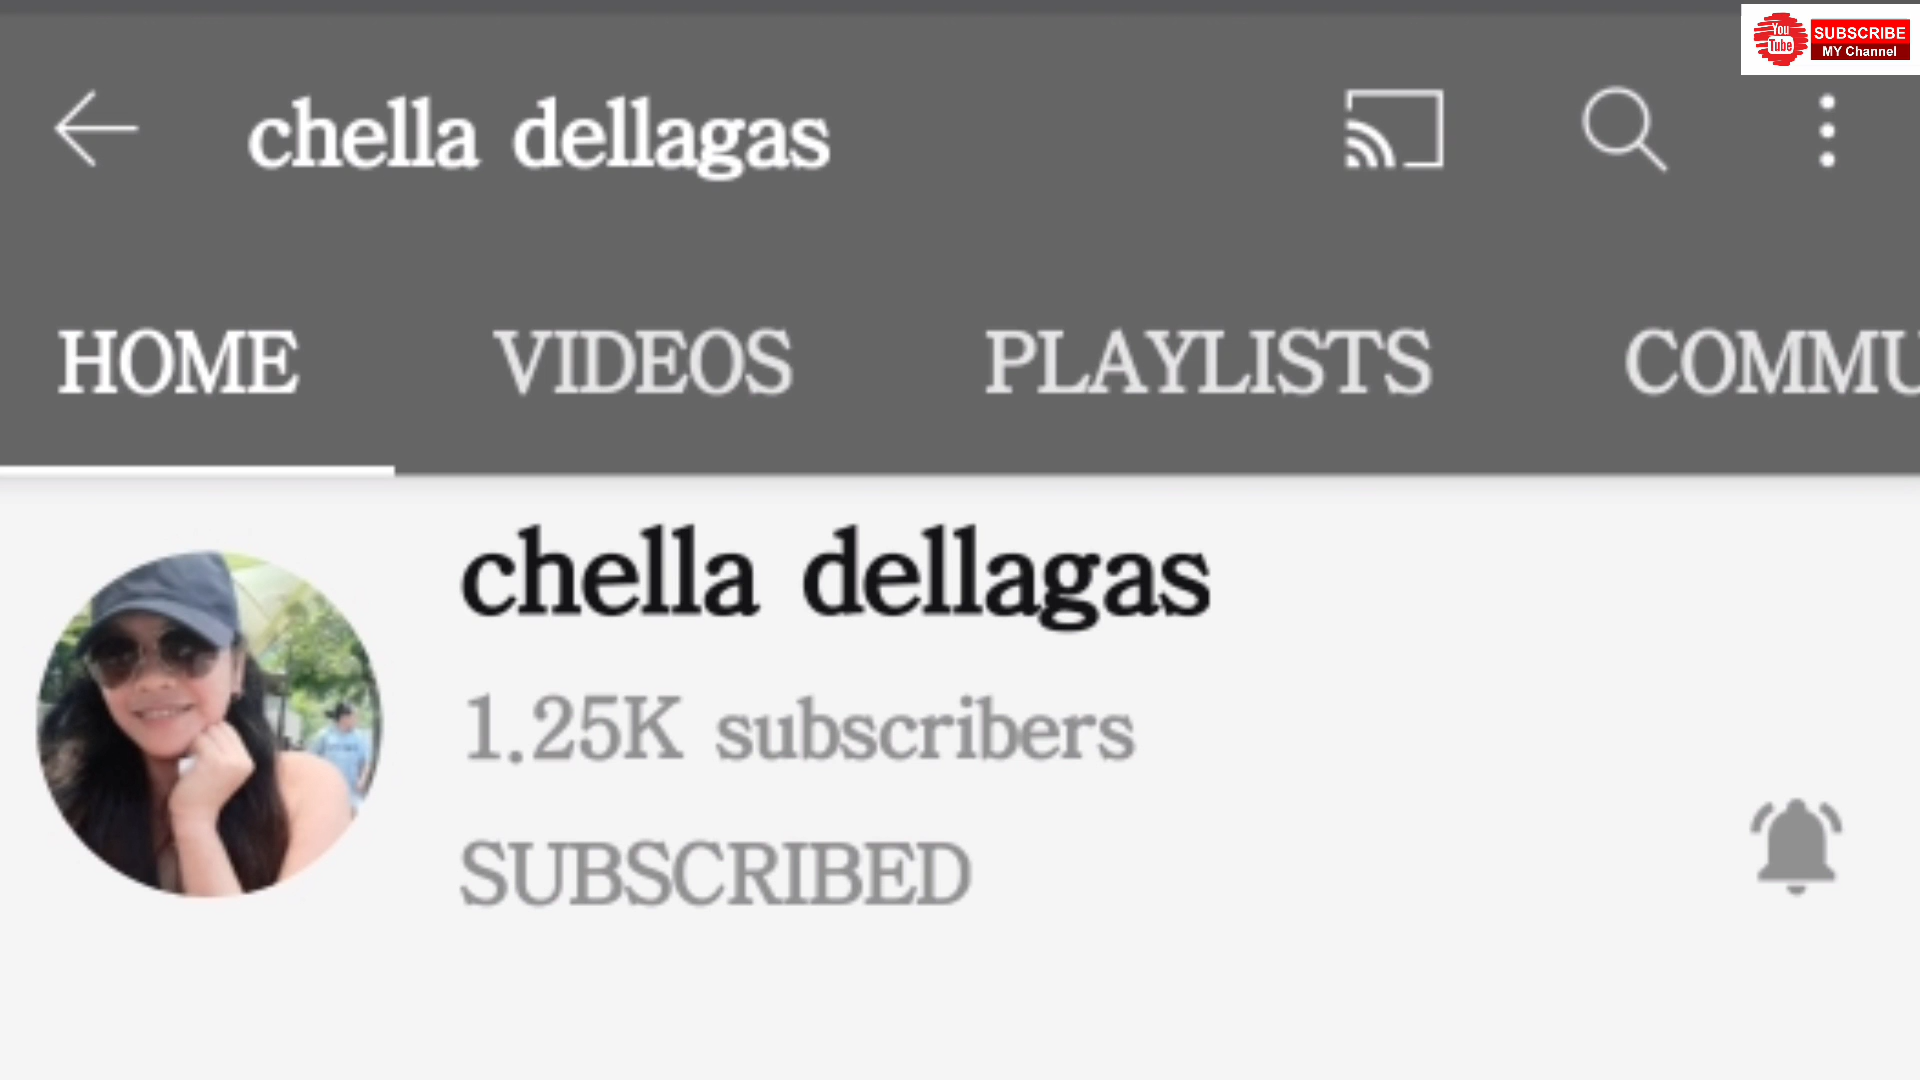 You
Tube
SUBSCRIBE
MY Channel
chella dellagas
HOME VIDEOS PLAYLISTS COMMU
chella dellagas
1.25K subscribers
SUBSCRIBED